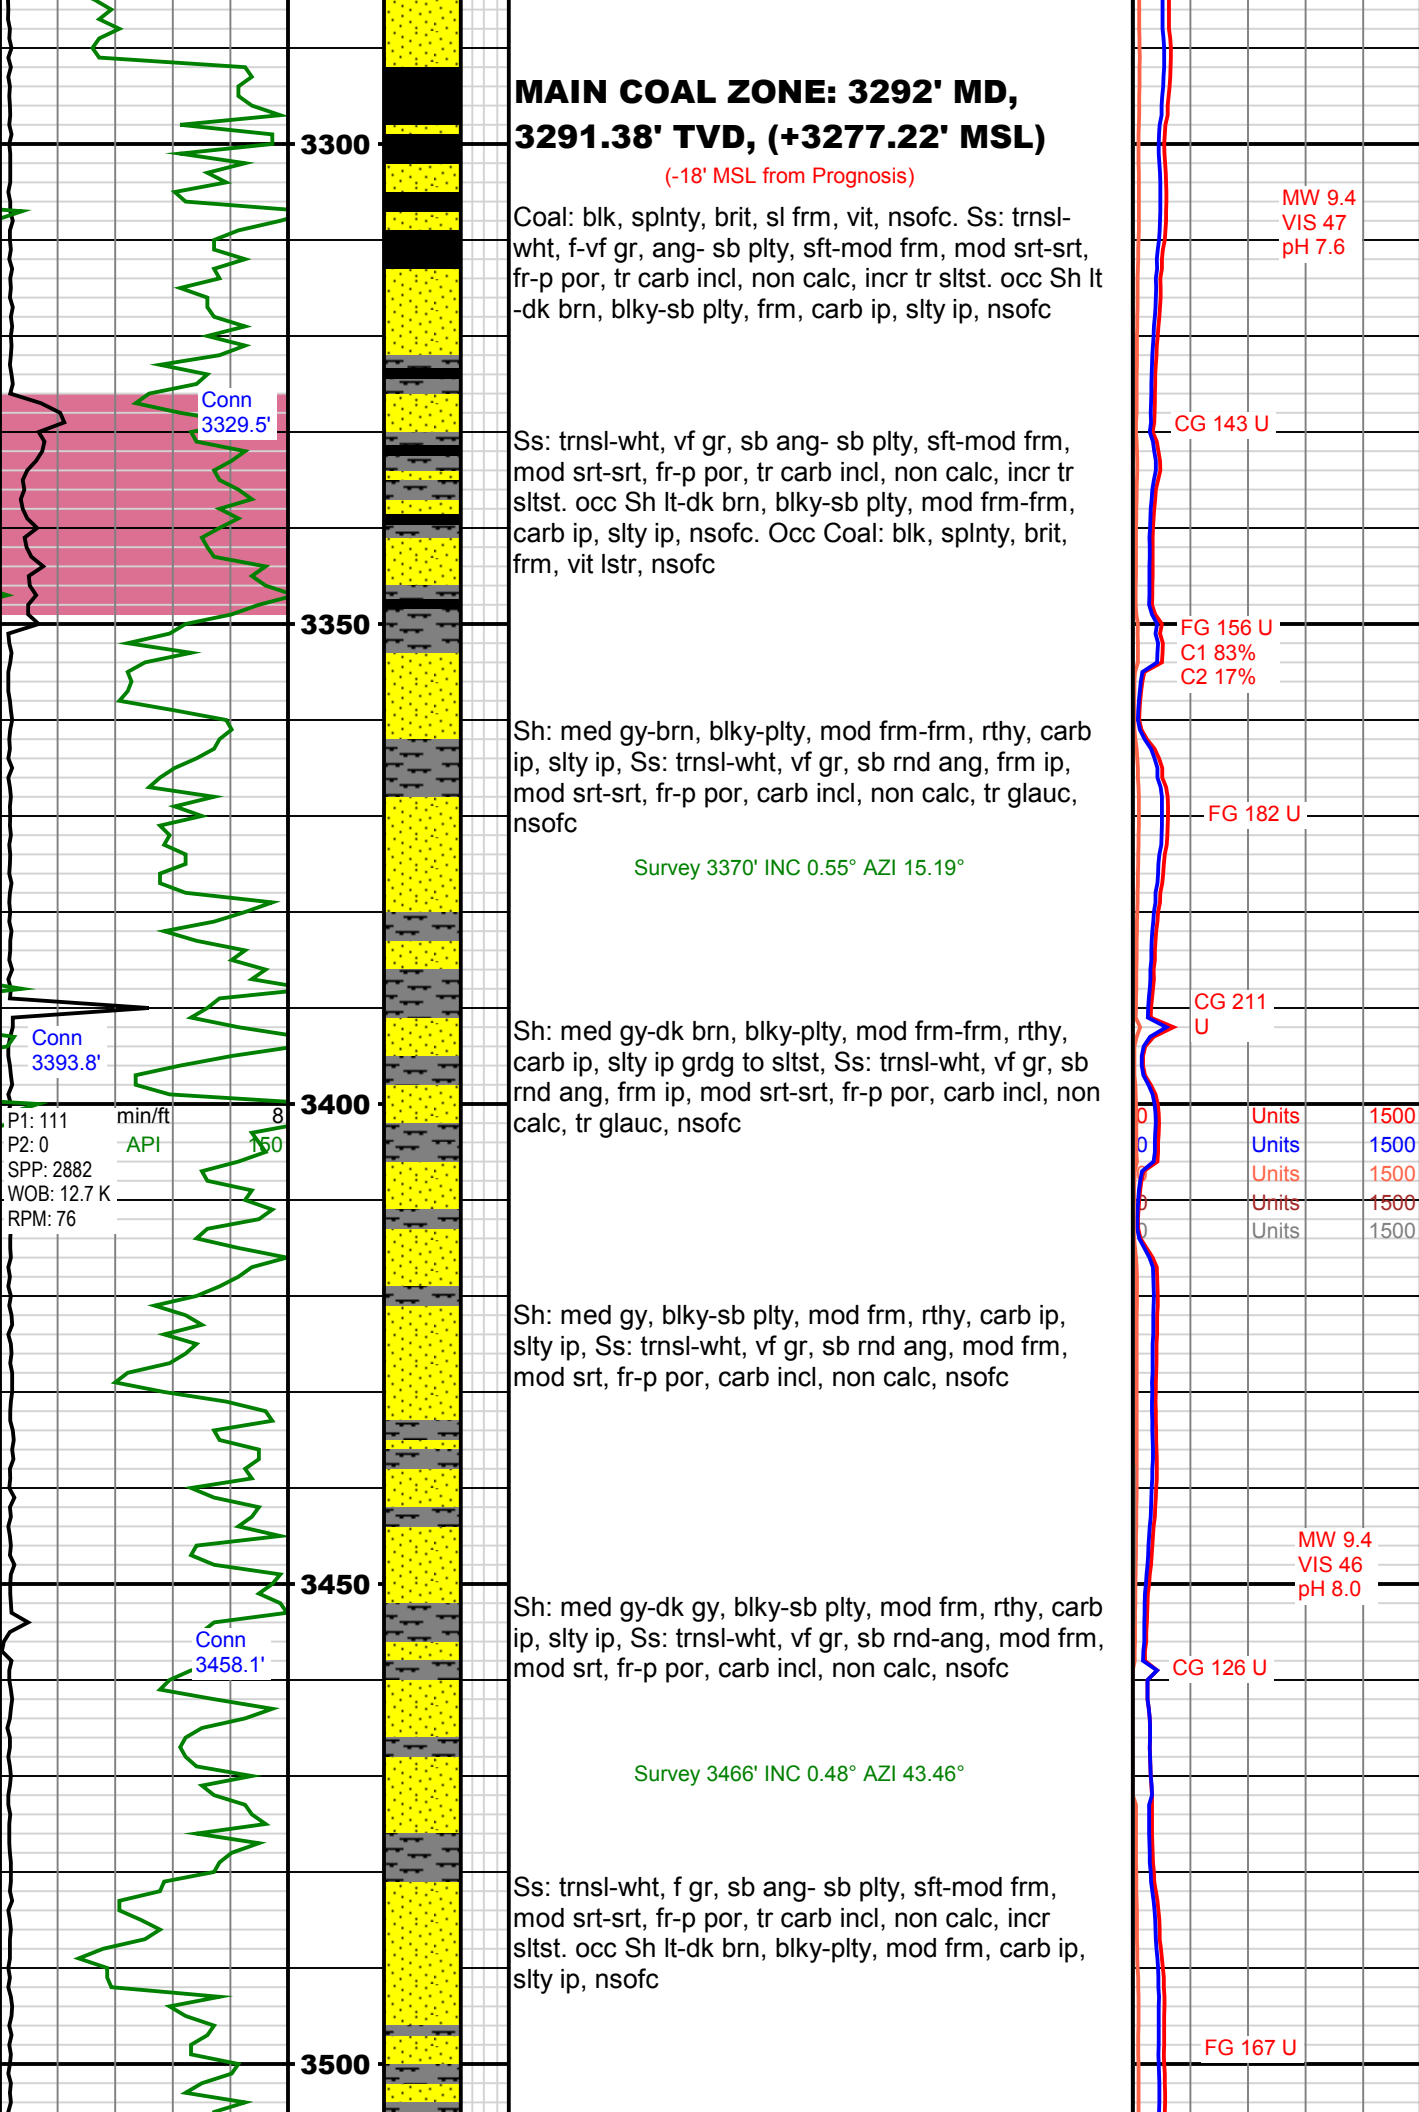 MAIN COAL ZONE: 3292' MD,
3291.38' TVD, (+3277.22' MSL)
3300
(-18' MSL from Prognosis)
MW 9.4
VIS 47
pH 7.6
Coal: blk, splnty, brit, sl frm, vit, nsofc. Ss: trnsl-
wht, f-vf gr, ang- sb plty, sft-mod frm, mod srt-srt,
fr-p por, tr carb incl, non calc, incr tr sltst. occ Sh lt
-dk brn, blky-sb plty, frm, carb ip, slty ip, nsofc
Conn
3329.5'
CG 143 U
Ss: trnsl-wht, vf gr, sb ang- sb plty, sft-mod frm,
mod srt-srt, fr-p por, tr carb incl, non calc, incr tr
sltst. occ Sh lt-dk brn, blky-sb plty, mod frm-frm,
carb ip, slty ip, nsofc. Occ Coal: blk, splnty, brit,
frm, vit lstr, nsofc
3350
FG 156 U
C1 83%
C2 17%
Sh: med gy-brn, blky-plty, mod frm-frm, rthy, carb
ip, slty ip, Ss: trnsl-wht, vf gr, sb rnd ang, frm ip,
mod srt-srt, fr-p por, carb incl, non calc, tr glauc,
nsofc
FG 182 U
Survey 3370' INC 0.55° AZI 15.19°
CG 211
U
Conn
3393.8'
Sh: med gy-dk brn, blky-plty, mod frm-frm, rthy,
carb ip, slty ip grdg to sltst, Ss: trnsl-wht, vf gr, sb
rnd ang, frm ip, mod srt-srt, fr-p por, carb incl, non
calc, tr glauc, nsofc
3400
P1: 111
P2: 0
SPP: 2882
WOB: 12.7 K
RPM: 76
min/ft 8
API 150
0 Units 1500
0 Units 1500
0 Units 1500
0 Units 1500
0 Units 1500
Sh: med gy, blky-sb plty, mod frm, rthy, carb ip,
slty ip, Ss: trnsl-wht, vf gr, sb rnd ang, mod frm,
mod srt, fr-p por, carb incl, non calc, nsofc
MW 9.4
VIS 46
pH 8.0
3450
Conn
3458.1'
Sh: med gy-dk gy, blky-sb plty, mod frm, rthy, carb
ip, slty ip, Ss: trnsl-wht, vf gr, sb rnd-ang, mod frm,
mod srt, fr-p por, carb incl, non calc, nsofc
CG 126 U
Survey 3466' INC 0.48° AZI 43.46°
Ss: trnsl-wht, f gr, sb ang- sb plty, sft-mod frm,
mod srt-srt, fr-p por, tr carb incl, non calc, incr
sltst. occ Sh lt-dk brn, blky-plty, mod frm, carb ip,
slty ip, nsofc
FG 167 U
3500